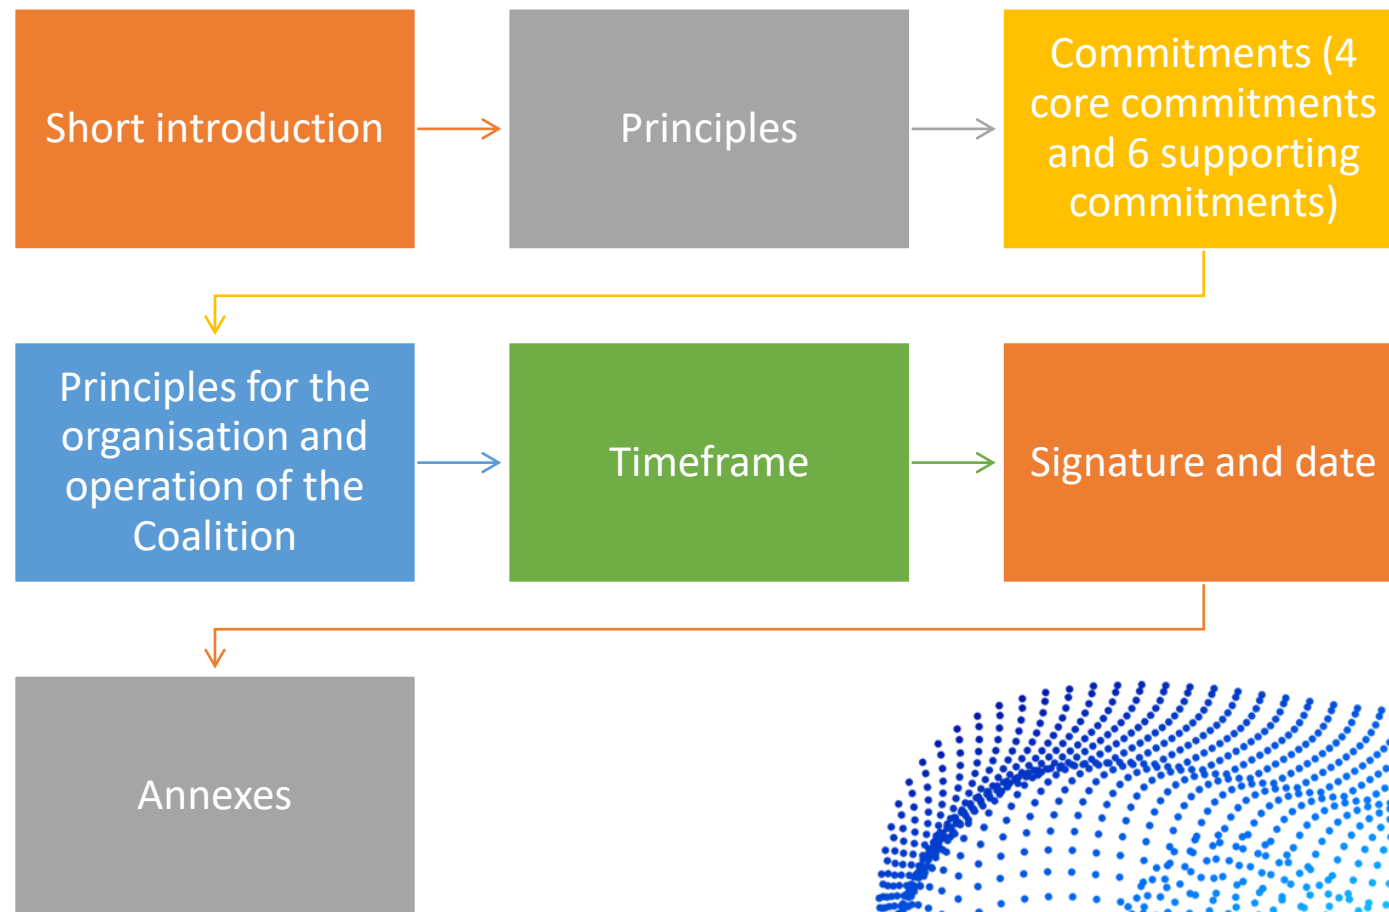 Short introduction
Principles
Commitments (4
core commitments
and 6 supporting
commitments)
Principles for the
organisation and
operation of the
Coalition
Timeframe
Signature and date
Annexes